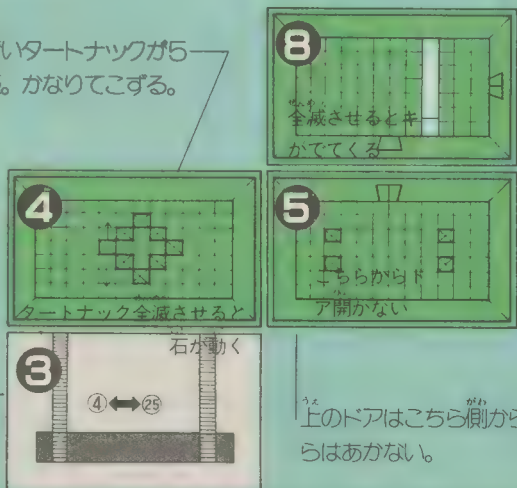 いタートナックが5
。かなりてこずる。
8
全滅させるとキ
がでてくる
4
タートナック全滅させると
石が動く
5
こちらからド
ア開かない
3
④⟷㉕
上のドアはこちら側から
らはあかない。